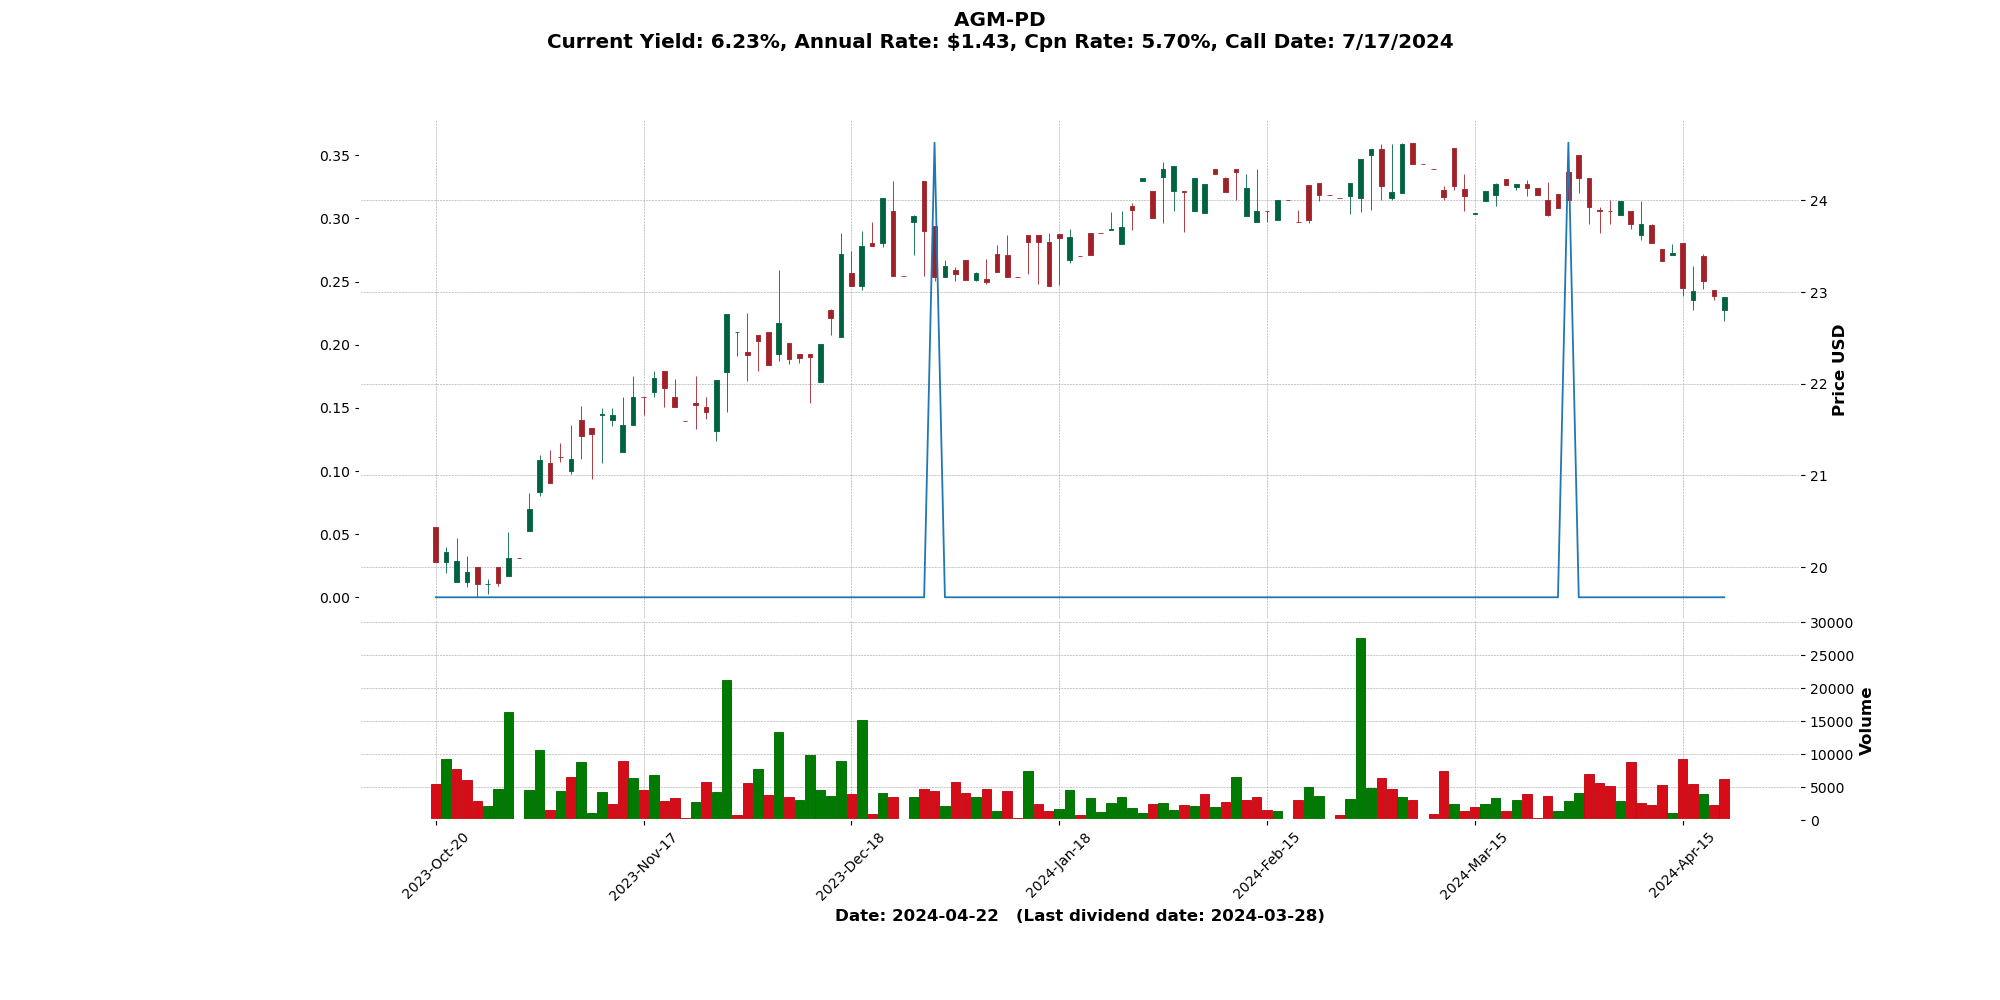 AGM-PD
Current Yield: 6.23%, Annual Rate: $1.43, Cpn Rate: 5.70%, Call Date: 7/17/2024
0.35
0.30
0.25
0.20
0.15
0.10
0.05
0.00
24
23
22
21
20
Price USD
30000
25000
20000
15000
10000
5000
0
Volume
2023-Oct-20
2023-Nov-17
2023-Dec-18
2024-Jan-18
2024-Feb-15
2024-Mar-15
2024-Apr-15
Date: 2024-04-22 (Last dividend date: 2024-03-28)